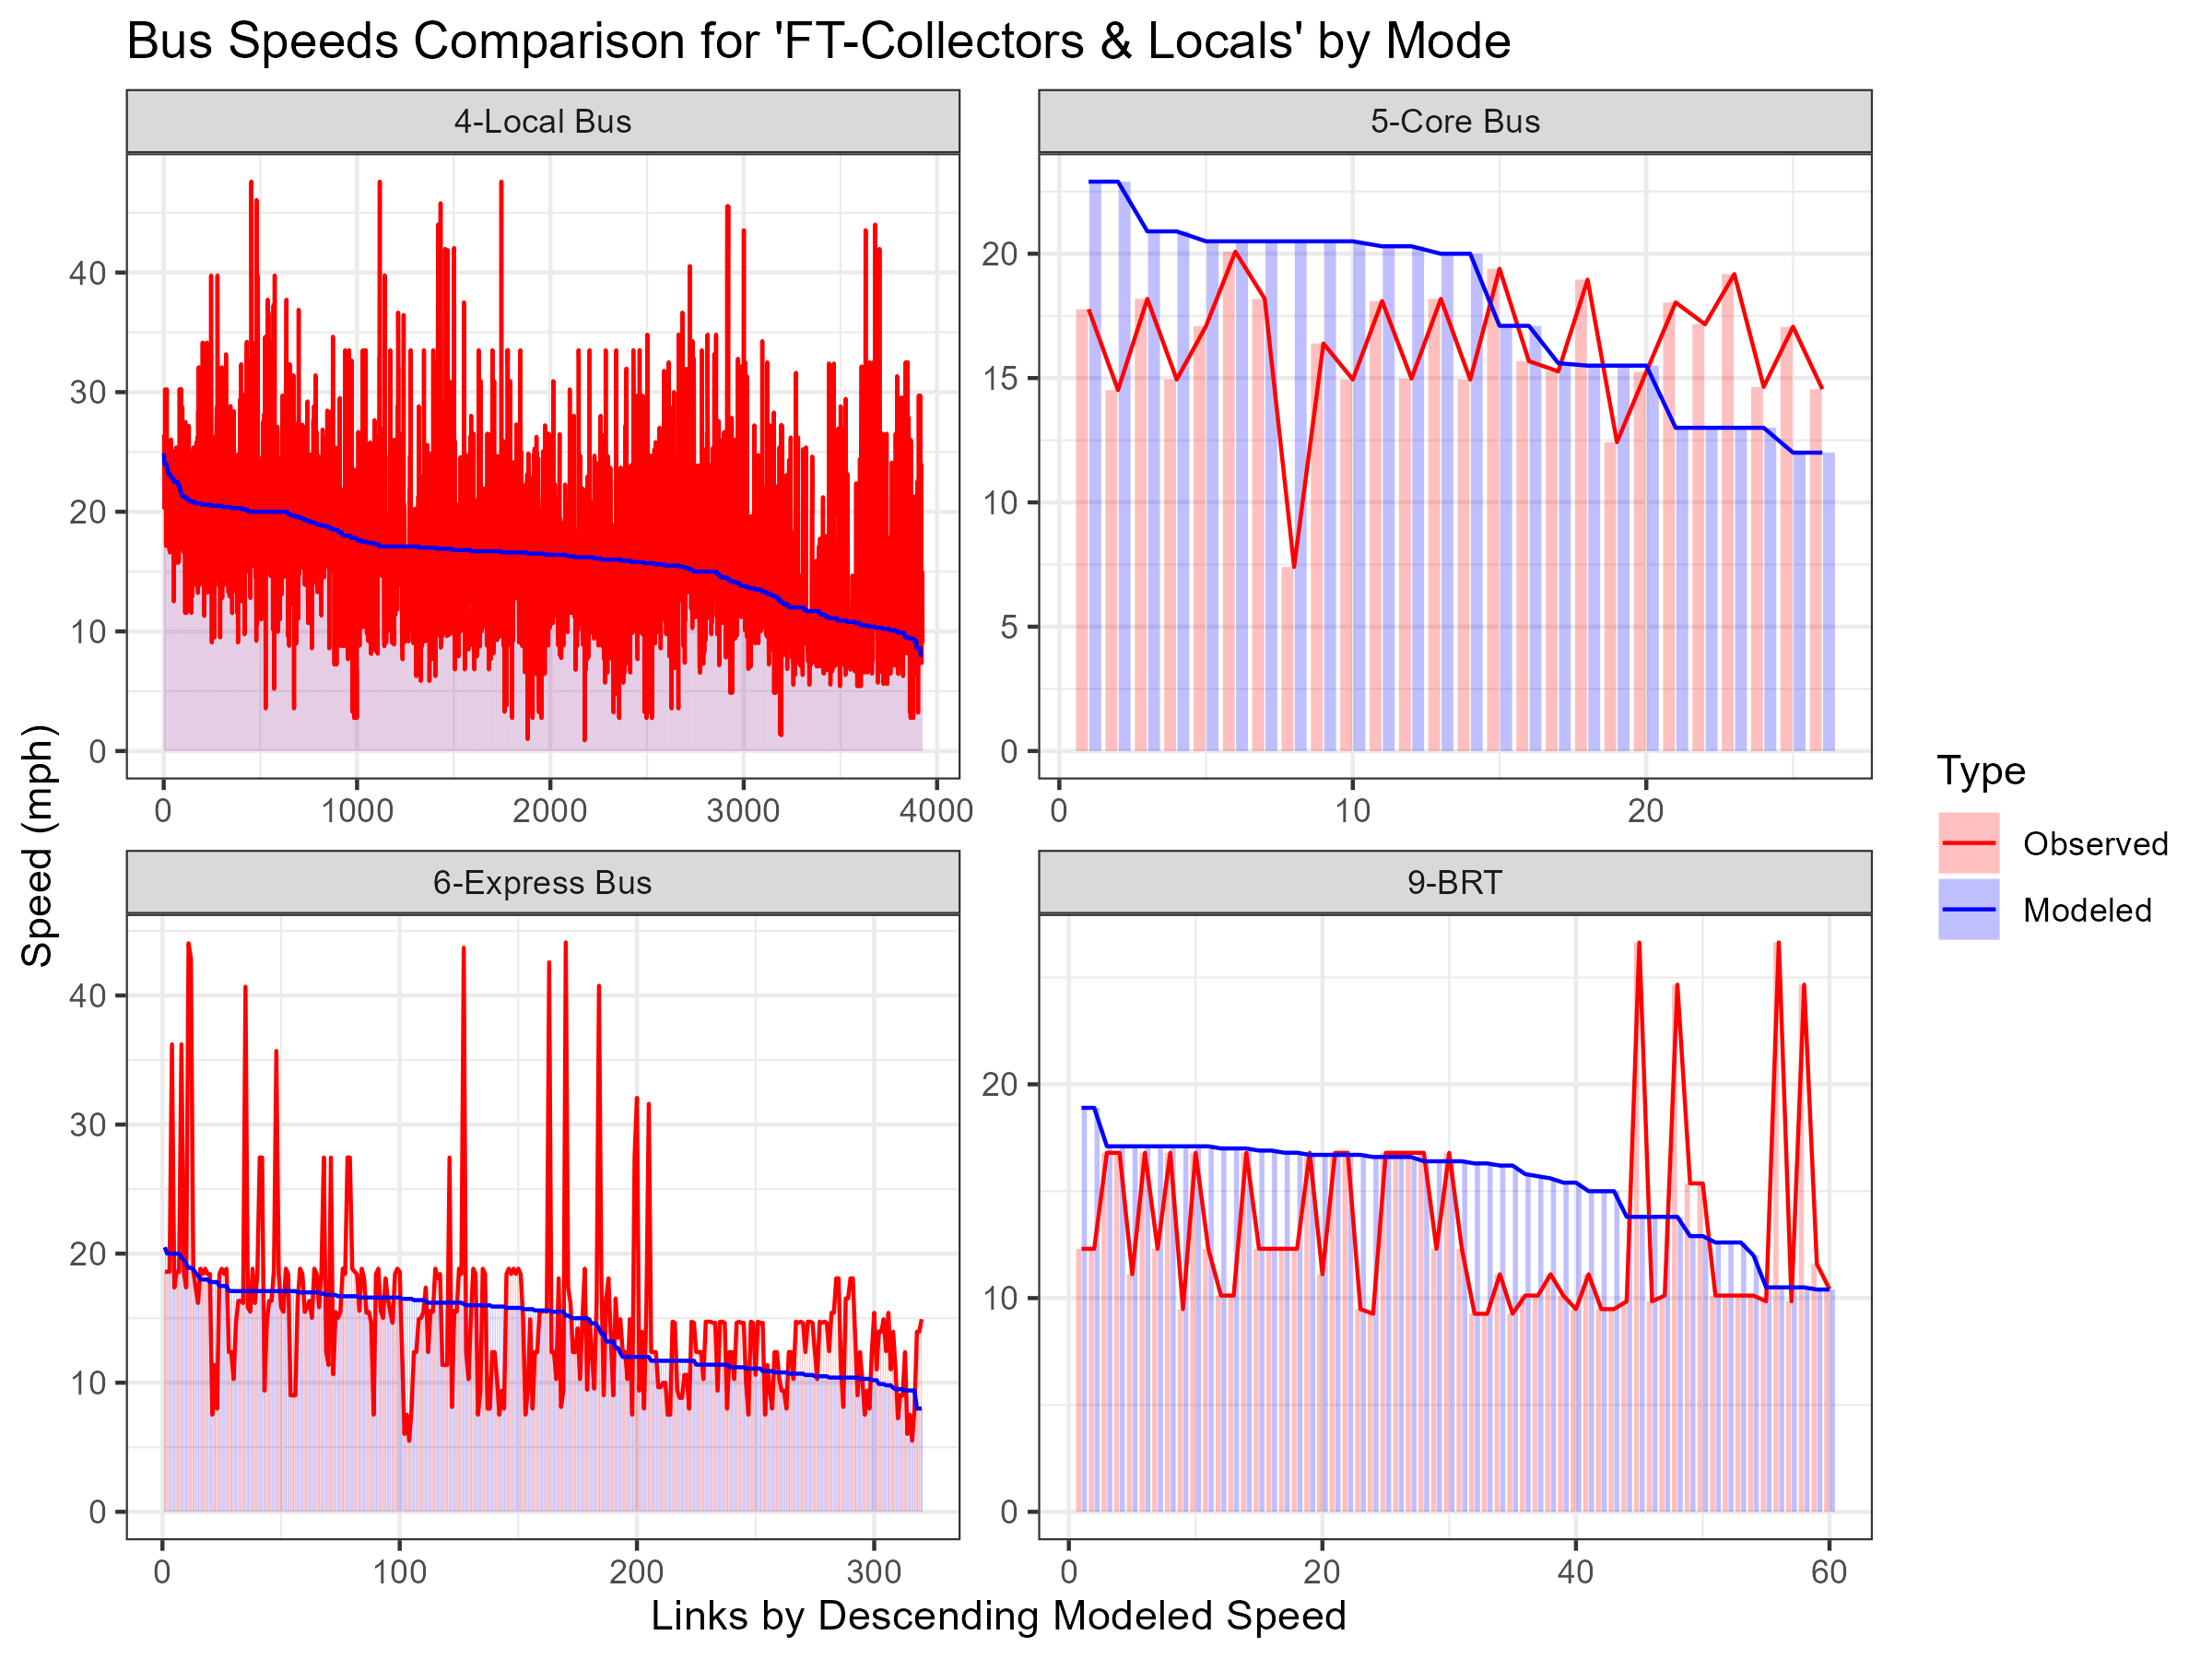 Bus Speeds Comparison for 'FT-Collectors & Locals' by Mode
4-Local Bus
5-Core Bus
40
30
20
10
0
0 1000 2000 3000 4000
20
15
10
5
0
0 10 20
6-Express Bus
9-BRT
40
30
20
10
0
0 100 200 300
20
10
0
0 20 40 60
Speed (mph)
Links by Descending Modeled Speed
Type
Observed
Modeled